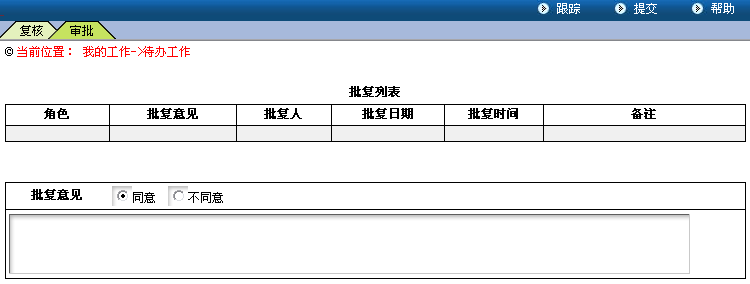 跟踪 提交 帮助
复核 审批
©当前位置： 我的工作->待办工作
批复列表
角色 批复意见 批复人 批复日期 批复时间 备注
批复意见 同意 不同意